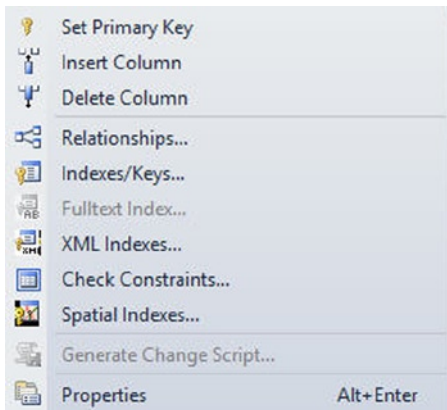 Set Primary Key
Insert Column
Delete Column
Relationships...
Indexes/Keys...
AB
Fulltext Index...
XML Indexes...
Check Constraints...
Spatial Indexes...
Generate Change Script...
Properties Alt+Enter